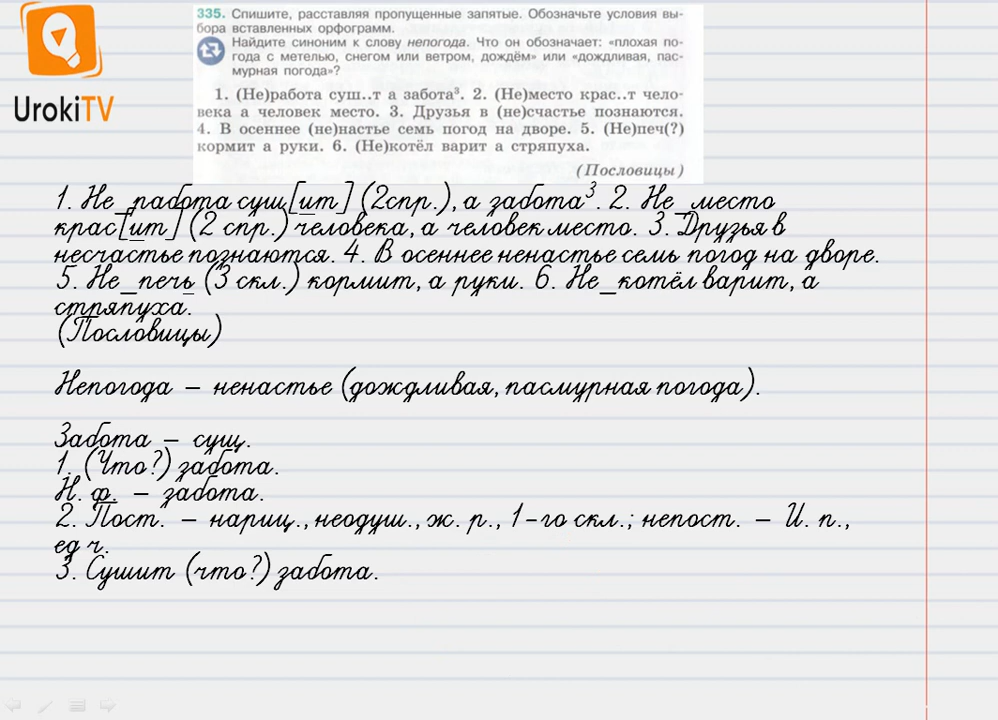 UrokiTV
335. Спишите, расставляя пропущенные запятые. Обозначьте условия вы-
бора вставленных орфограмм.
Найдите синоним к слову непогода. Что он обозначает: «плохая по-
года с метелью, снегом или ветром, дождём» или «дождливая, пас-
мурная погода»?
1. (Не)работа суш..т а забота³. 2. (Не)место крас..т чело-
века а человек место. 3. Друзья в (не)счастье познаются.
4. В осеннее (не)настье семь погод на дворе. 5. (Не)печ(?)
кормит а руки. 6. (Не)котёл варит а стряпуха.
(Пословицы)
1. Не_работа суш[ит] (2спр.), а забота³. 2. Не_место
крас[ит] (2 спр.) человека, а человек место. 3. Друзья в
несчастье познаются. 4. В осеннее ненастье семь погод на дворе.
5. Не_печь (3 скл.) кормит, а руки. 6. Не_котёл варит, а
стряпуха.
(Пословицы)
Непогода – ненастье (дождливая, пасмурная погода).
Забота – сущ.
1. (Что?) забота.
Н. ф. – забота.
2. Пост. – нариц., неодуш., ж. р., 1-го скл.; непост. – И. п.,
ед ч.
3. Сушит (что?) забота.